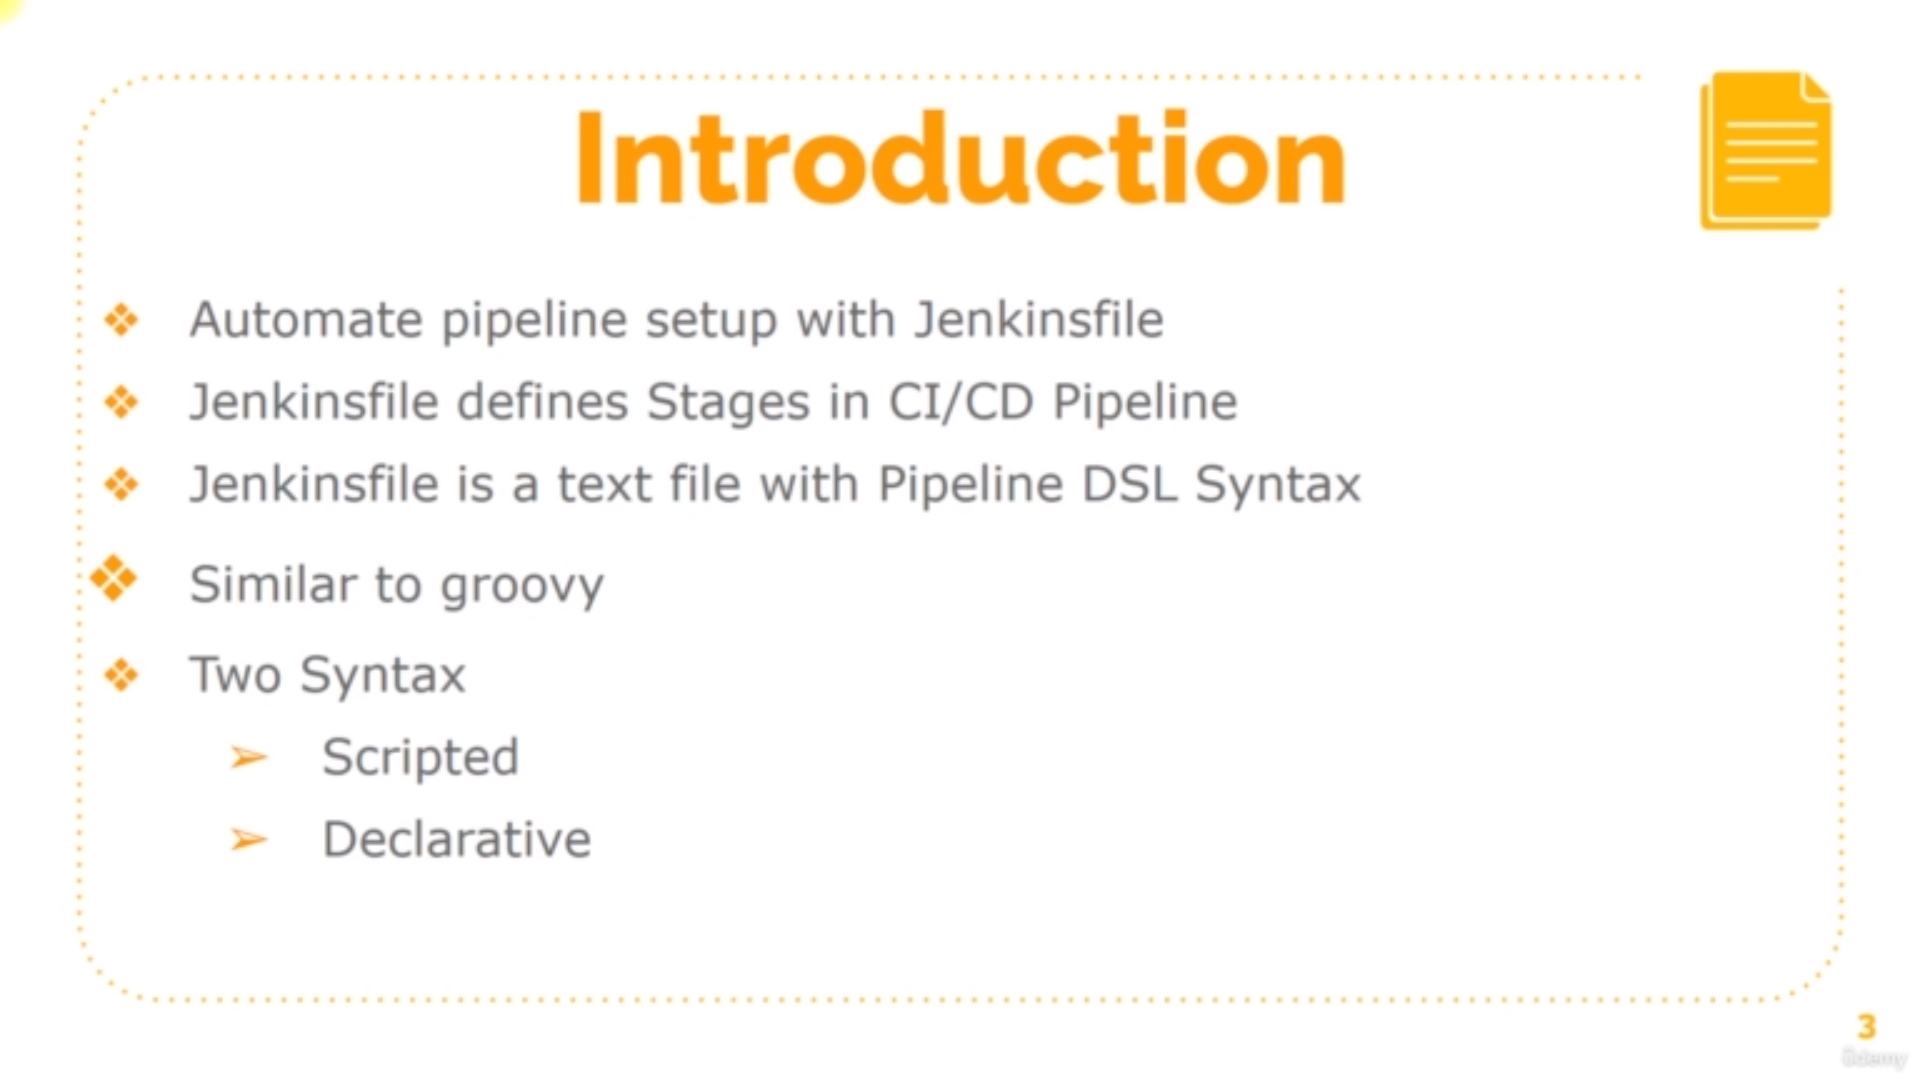 Introduction
Automate pipeline setup with Jenkinsfile
Jenkinsfile defines Stages in CI/CD Pipeline
Jenkinsfile is a text file with Pipeline DSL Syntax
Similar to groovy
Two Syntax
Scripted
Declarative
3
ûdemy